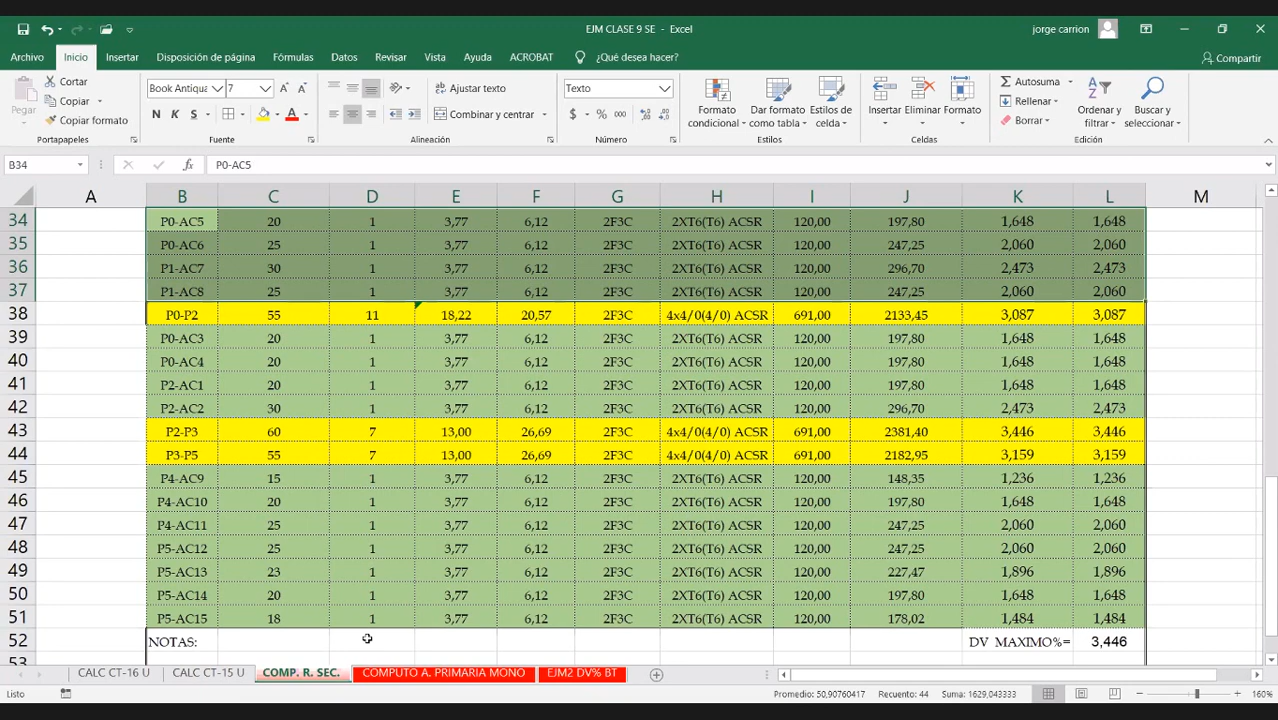 EJM CLASE 9 SE - Excel
jorge carrion
Archivo Inicio Insertar Disposición de página Fórmulas Datos Revisar Vista Ayuda ACROBAT ¿Qué desea hacer? Compartir
Pegar
Cortar
Copiar
Copiar formato
Portapapeles
Book Antiqua 7
N K S
Fuente
Ajustar texto
Combinar y centrar
Alineación
Texto
$ % 000
Número
Formato condicional
Dar formato como tabla
Estilos de celda
Estilos
Insertar Eliminar Formato
Celdas
Autosuma
Rellenar
Borrar
Ordenar y filtrar
Buscar y seleccionar
Edición
B34 fx P0-AC5
A B C D E F G H I J K L M
34 P0-AC5 20 1 3,77 6,12 2F3C 2XT6(T6) ACSR 120,00 197,80 1,648 1,648
35 P0-AC6 25 1 3,77 6,12 2F3C 2XT6(T6) ACSR 120,00 247,25 2,060 2,060
36 P1-AC7 30 1 3,77 6,12 2F3C 2XT6(T6) ACSR 120,00 296,70 2,473 2,473
37 P1-AC8 25 1 3,77 6,12 2F3C 2XT6(T6) ACSR 120,00 247,25 2,060 2,060
38 P0-P2 55 11 18,22 20,57 2F3C 4x4/0(4/0) ACSR 691,00 2133,45 3,087 3,087
39 P0-AC3 20 1 3,77 6,12 2F3C 2XT6(T6) ACSR 120,00 197,80 1,648 1,648
40 P0-AC4 20 1 3,77 6,12 2F3C 2XT6(T6) ACSR 120,00 197,80 1,648 1,648
41 P2-AC1 20 1 3,77 6,12 2F3C 2XT6(T6) ACSR 120,00 197,80 1,648 1,648
42 P2-AC2 30 1 3,77 6,12 2F3C 2XT6(T6) ACSR 120,00 296,70 2,473 2,473
43 P2-P3 60 7 13,00 26,69 2F3C 4x4/0(4/0) ACSR 691,00 2381,40 3,446 3,446
44 P3-P5 55 7 13,00 26,69 2F3C 4x4/0(4/0) ACSR 691,00 2182,95 3,159 3,159
45 P4-AC9 15 1 3,77 6,12 2F3C 2XT6(T6) ACSR 120,00 148,35 1,236 1,236
46 P4-AC10 20 1 3,77 6,12 2F3C 2XT6(T6) ACSR 120,00 197,80 1,648 1,648
47 P4-AC11 25 1 3,77 6,12 2F3C 2XT6(T6) ACSR 120,00 247,25 2,060 2,060
48 P5-AC12 25 1 3,77 6,12 2F3C 2XT6(T6) ACSR 120,00 247,25 2,060 2,060
49 P5-AC13 23 1 3,77 6,12 2F3C 2XT6(T6) ACSR 120,00 227,47 1,896 1,896
50 P5-AC14 20 1 3,77 6,12 2F3C 2XT6(T6) ACSR 120,00 197,80 1,648 1,648
51 P5-AC15 18 1 3,77 6,12 2F3C 2XT6(T6) ACSR 120,00 178,02 1,484 1,484
52 NOTAS: DV MAXIMO%= 3,446
53
CALC CT-16 U CALC CT-15 U COMP. R. SEC. COMPUTO A. PRIMARIA MONO EJM2 DV% BT
Listo Promedio: 50,90760417 Recuento: 44 Suma: 1629,043333 160%